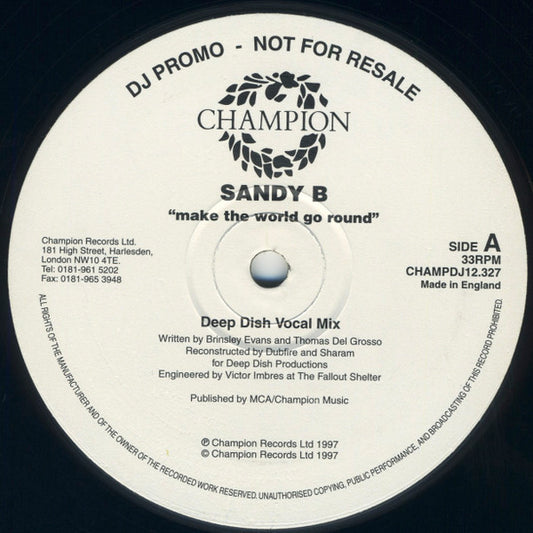 DJ PROMO - NOT FOR RESALE
CHAMPION
SANDY B
"make the world go round"
Champion Records Ltd.
181 High Street, Harlesden,
London NW10 4TE.
Tel: 0181-961 5202
Fax: 0181-965 3948
SIDE A
33RPM
CHAMPDJ12.327
Made in England
Deep Dish Vocal Mix
Written by Brinsley Evans and Thomas Del Grosso
Reconstructed by Dubfire and Sharam
for Deep Dish Productions
Engineered by Victor Imbres at The Fallout Shelter
Published by MCA/Champion Music
℗ Champion Records Ltd 1997
© Champion Records Ltd 1997
ALL RIGHTS OF THE MANUFACTURER AND OF THE OWNER OF THE RECORDED WORK RESERVED. UNAUTHORISED COPYING, PUBLIC PERFORMANCE, AND BROADCASTING OF THIS RECORD PROHIBITED.